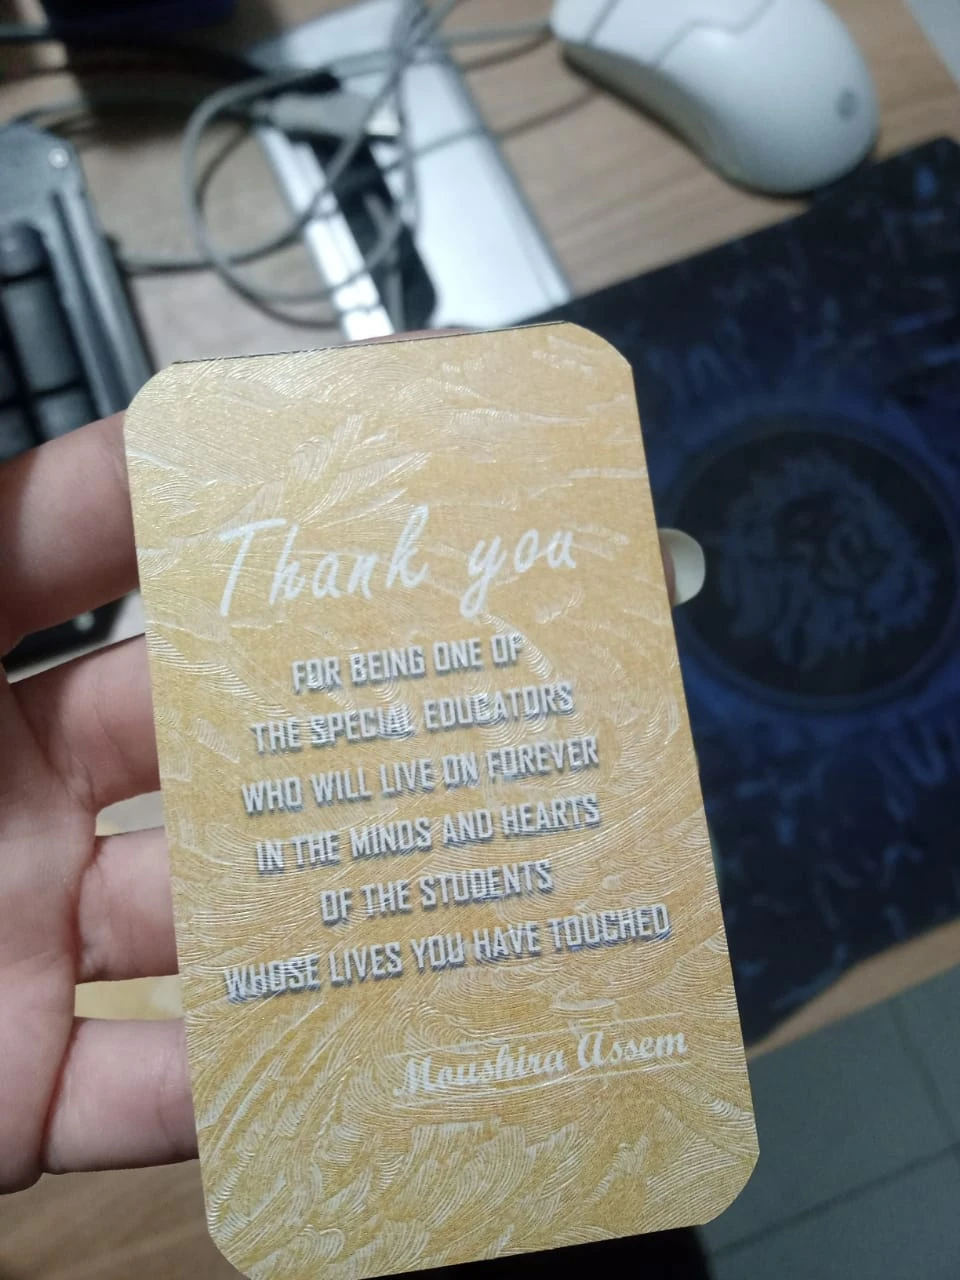 Thank you
FOR BEING ONE OF
THE SPECIAL EDUCATORS
WHO WILL LIVE ON FOREVER
IN THE MINDS AND HEARTS
OF THE STUDENTS
WHOSE LIVES YOU HAVE TOUCHED
Moushira Assem